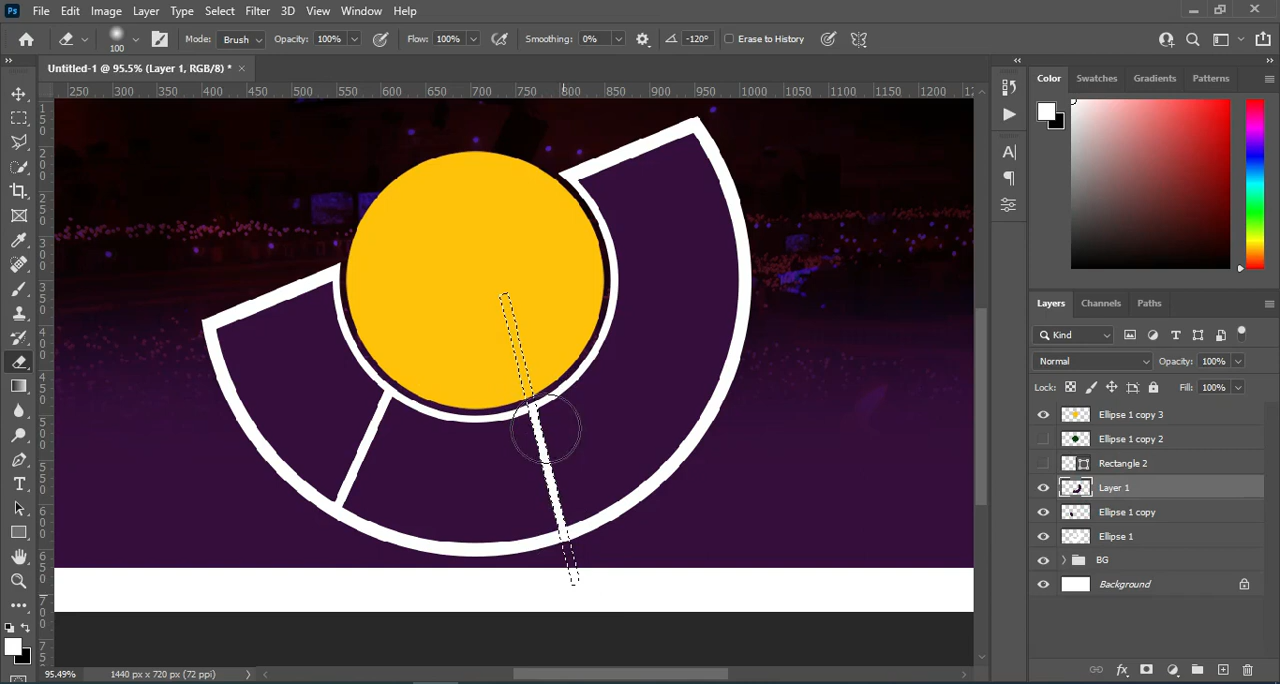 Ps File Edit Image Layer Type Select Filter 3D View Window Help
100 Mode: Brush Opacity: 100% Flow: 100% Smoothing: 0% -120° Erase to History
Untitled-1 @ 95.5% (Layer 1, RGB/8) * ×
250 300 350 400 450 500 550 600 650 700 750 800 850 900 950 1000 1050 1100 1150 1200
Color Swatches Gradients Patterns
Layers Channels Paths
Kind
Normal Opacity: 100%
Lock: Fill: 100%
Ellipse 1 copy 3
Ellipse 1 copy 2
Rectangle 2
Layer 1
Ellipse 1 copy
Ellipse 1
BG
Background
95.49% 1440 px x 720 px (72 ppi)